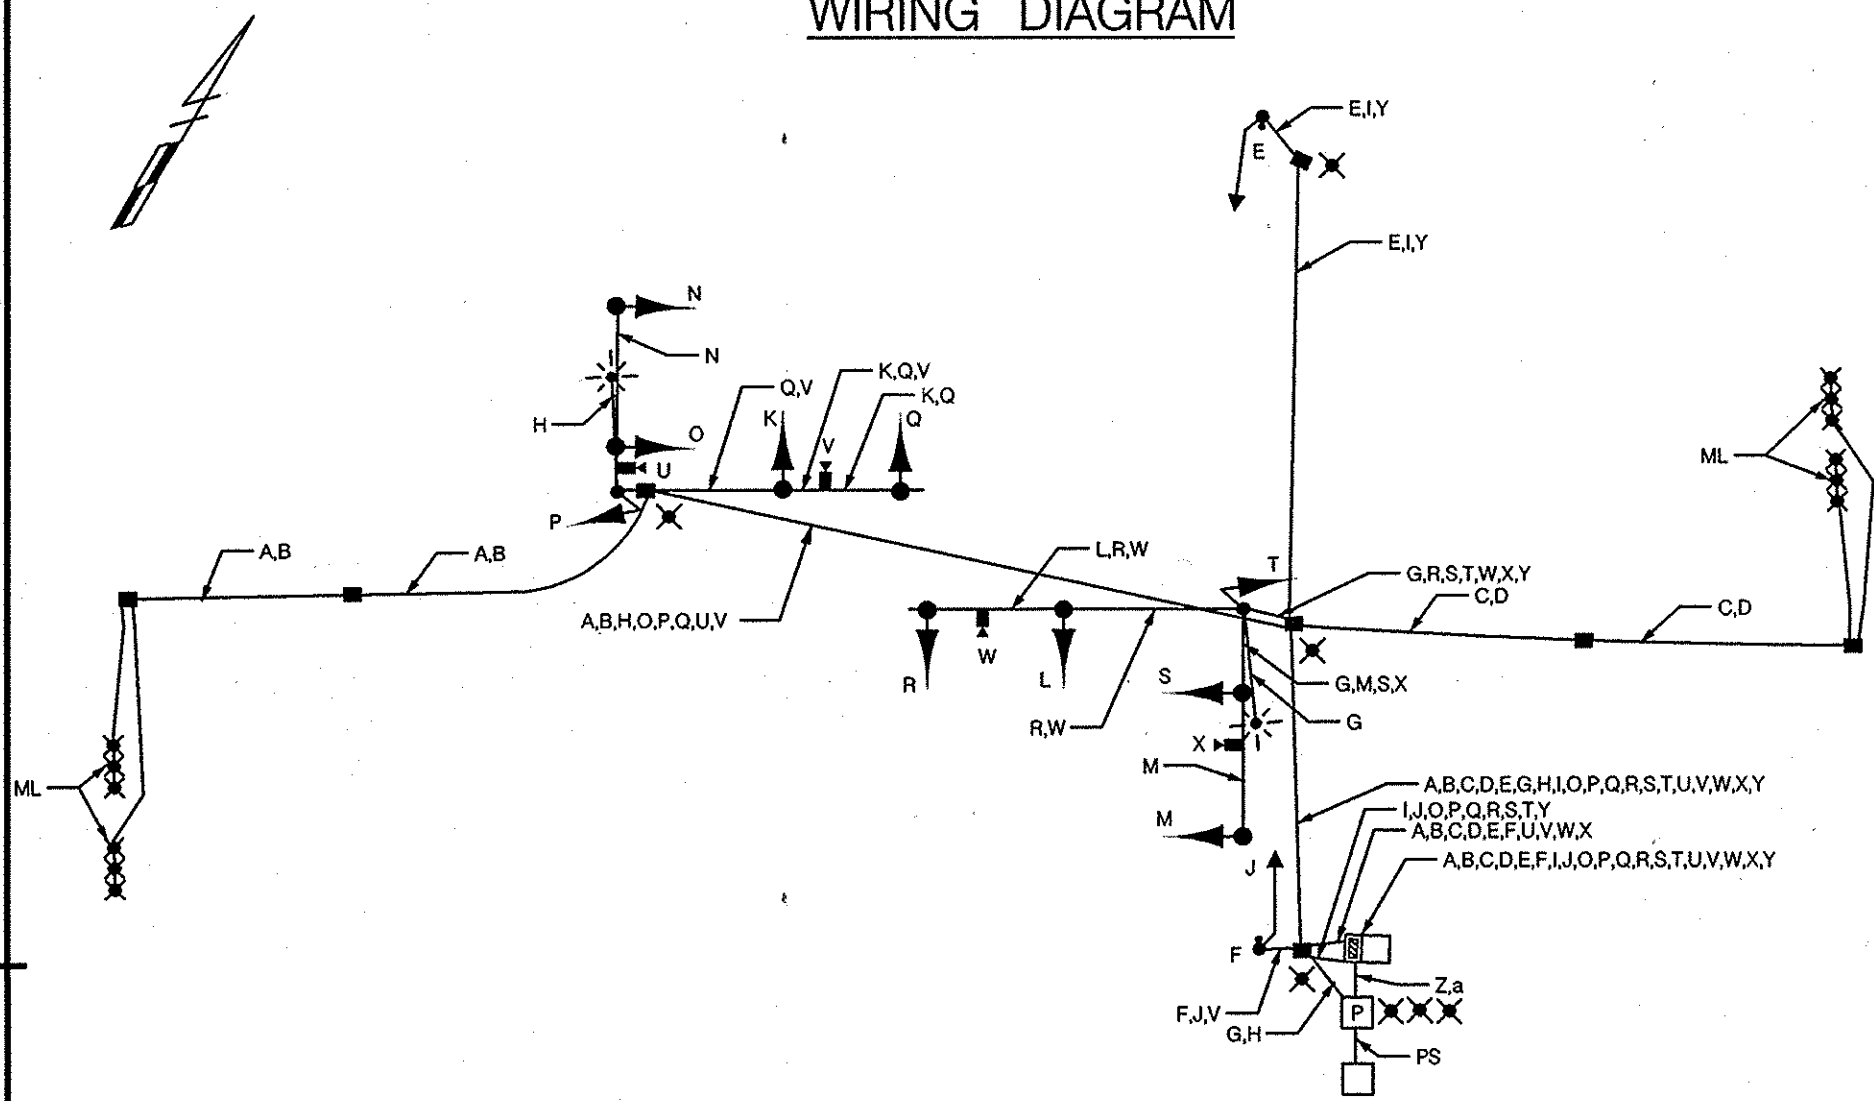 WIRING DIAGRAM
E,I,Y
E
E,I,Y
N
N
K,Q,V
Q,V
K,Q
H
K
Q
O
V
U
ML
P
A,B
A,B
L,R,W
T
G,R,S,T,W,X,Y
C,D
C,D
A,B,H,O,P,Q,U,V
W
R
L
S
G,M,S,X
R,W
G
X
M
ML
A,B,C,D,E,G,H,I,O,P,Q,R,S,T,U,V,W,X,Y
I,J,O,P,Q,R,S,T,Y
M
A,B,C,D,E,F,U,V,W,X
A,B,C,D,E,F,I,J,O,P,Q,R,S,T,U,V,W,X,Y
J
F
Z,a
F,J,V
P
G,H
PS